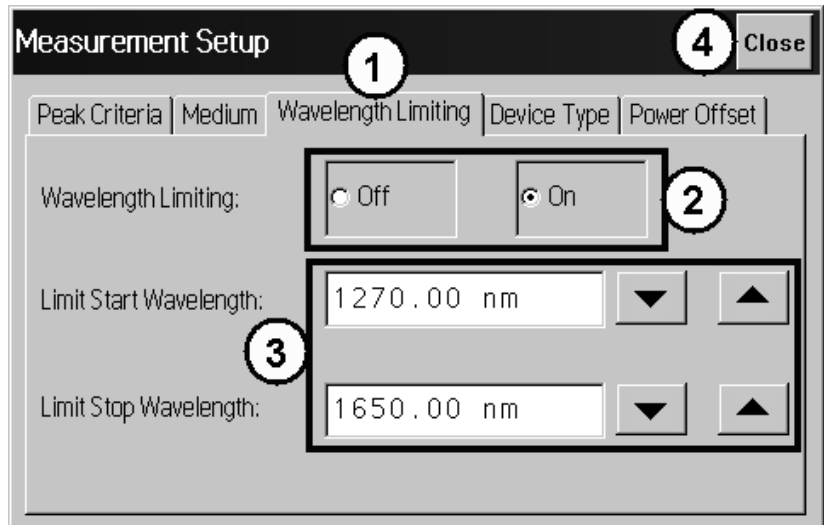 Measurement Setup 4 Close
1
Peak Criteria Medium Wavelength Limiting Device Type Power Offset
Wavelength Limiting: Off On 2
Limit Start Wavelength: 1270.00 nm
3
Limit Stop Wavelength: 1650.00 nm